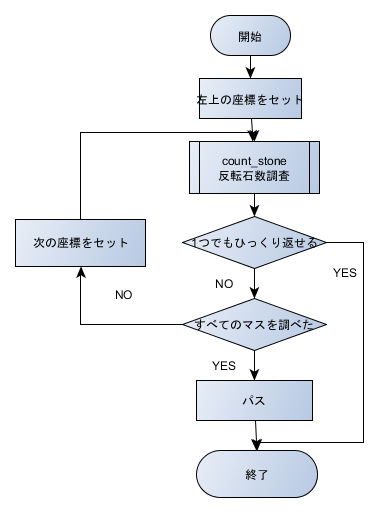 開始
左上の座標をセット
count_stone
反転石数調査
次の座標をセット
1つでもひっくり返せる
YES
NO
NO
すべてのマスを調べた
YES
パス
終了